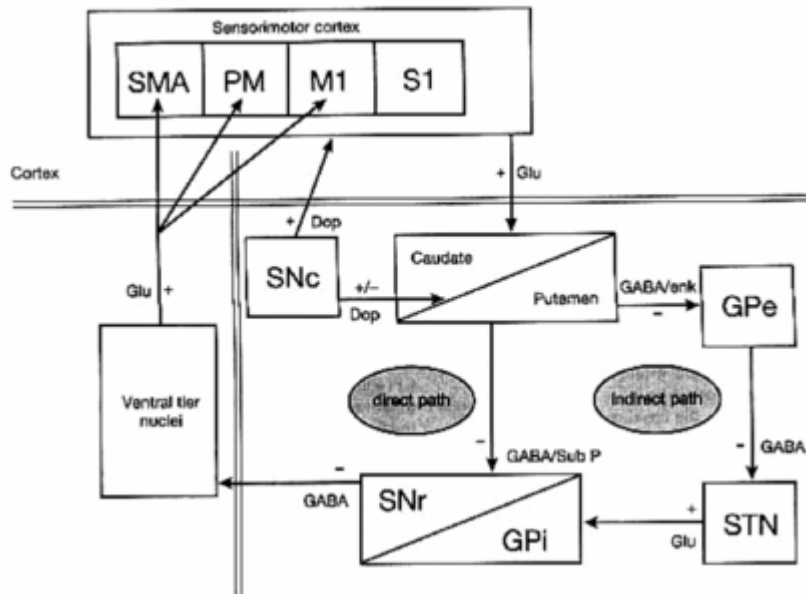 Sensorimotor cortex
SMA
PM
M1
S1
Cortex
+ Glu
+ Dop
SNc
Caudate
Putamen
+/−
Dop
GABA/enk
−
GPe
Glu +
Ventral tier
nuclei
direct path
indirect path
−
GABA/Sub P
−
GABA
−
GABA
SNr
GPi
+
Glu
STN